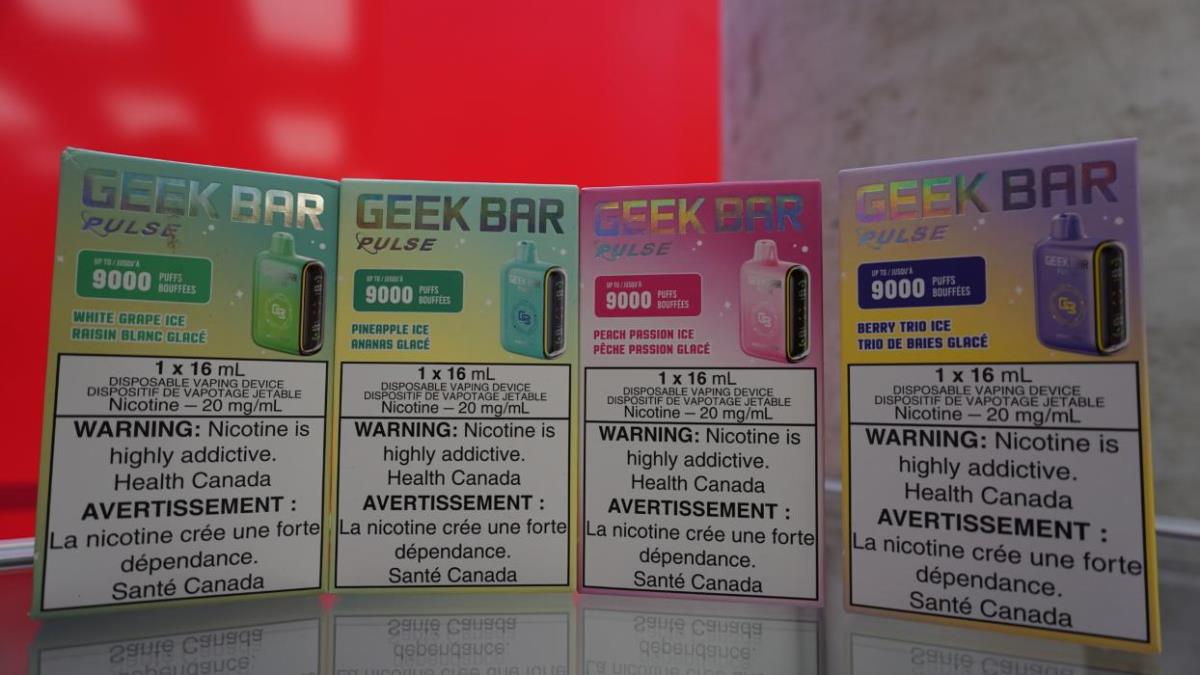 GEEK BAR
PULSE
UP TO / JUSQU'À
9000 PUFFS
BOUFFÉES
WHITE GRAPE ICE
RAISIN BLANC GLACÉ
1 x 16 mL
DISPOSABLE VAPING DEVICE
DISPOSITIF DE VAPOTAGE JETABLE
Nicotine – 20 mg/mL
WARNING: Nicotine is
highly addictive.
Health Canada
AVERTISSEMENT :
La nicotine crée une forte
dépendance.
Santé Canada
GEEK BAR
PULSE
UP TO / JUSQU'À
9000 PUFFS
BOUFFÉES
PINEAPPLE ICE
ANANAS GLACÉ
1 x 16 mL
DISPOSABLE VAPING DEVICE
DISPOSITIF DE VAPOTAGE JETABLE
Nicotine – 20 mg/mL
WARNING: Nicotine is
highly addictive.
Health Canada
AVERTISSEMENT :
La nicotine crée une forte
dépendance.
Santé Canada
GEEK BAR
PULSE
UP TO / JUSQU'À
9000 PUFFS
BOUFFÉES
PEACH PASSION ICE
PÊCHE PASSION GLACÉ
1 x 16 mL
DISPOSABLE VAPING DEVICE
DISPOSITIF DE VAPOTAGE JETABLE
Nicotine – 20 mg/mL
WARNING: Nicotine is
highly addictive.
Health Canada
AVERTISSEMENT :
La nicotine crée une forte
dépendance.
Santé Canada
GEEK BAR
PULSE
UP TO / JUSQU'À
9000 PUFFS
BOUFFÉES
BERRY TRIO ICE
TRIO DE BAIES GLACÉ
GEEK BAR
1 x 16 mL
DISPOSABLE VAPING DEVICE
DISPOSITIF DE VAPOTAGE JETABLE
Nicotine – 20 mg/mL
WARNING: Nicotine is
highly addictive.
Health Canada
AVERTISSEMENT :
La nicotine crée une forte
dépendance.
Santé Canada